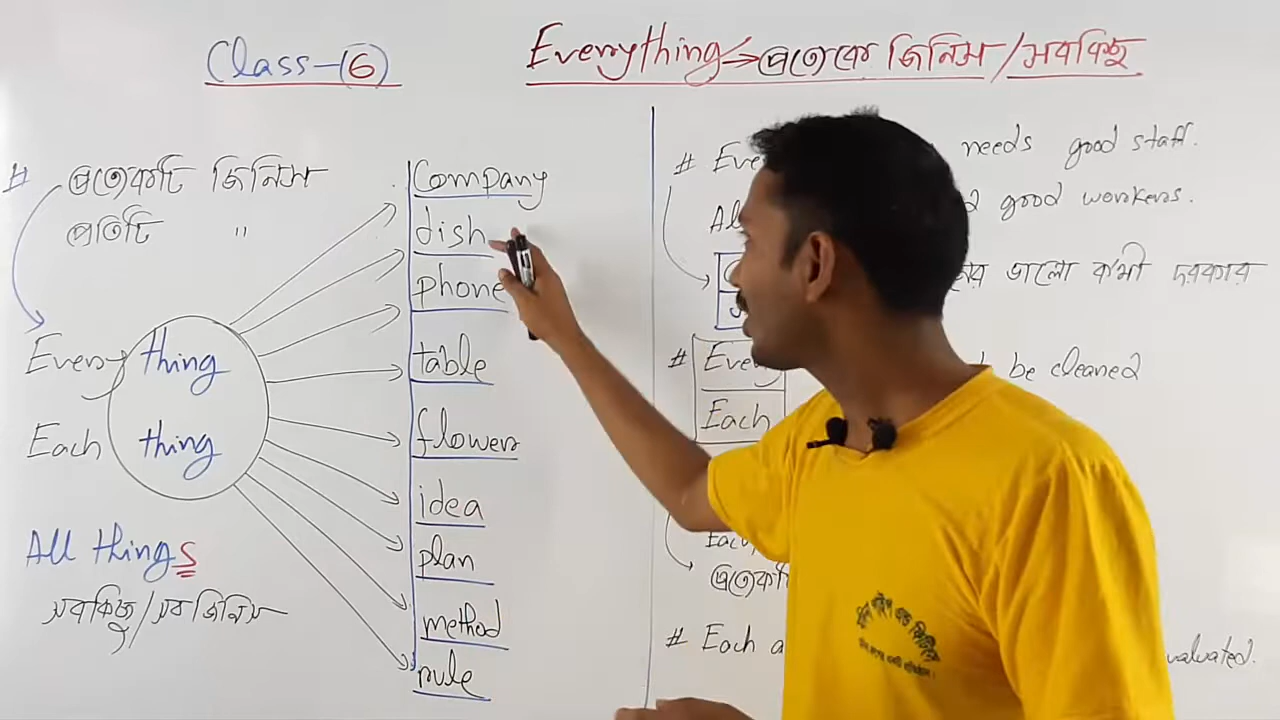 Class-(6)
Everything → প্রত্যেক জিনিস / সবকিছু
# প্রত্যেকটি জিনিস
প্রতিটি "
Every thing
Each thing
All things
সবকিছু/সব জিনিস
Company
dish
phone
table
flower
idea
plan
method
rule
# Eve needs good staff.
Al good workers.
ভালো কর্মী দরকার
# Every be cleaned
Each
Each
প্রত্যেকটি
# Each a valuated.